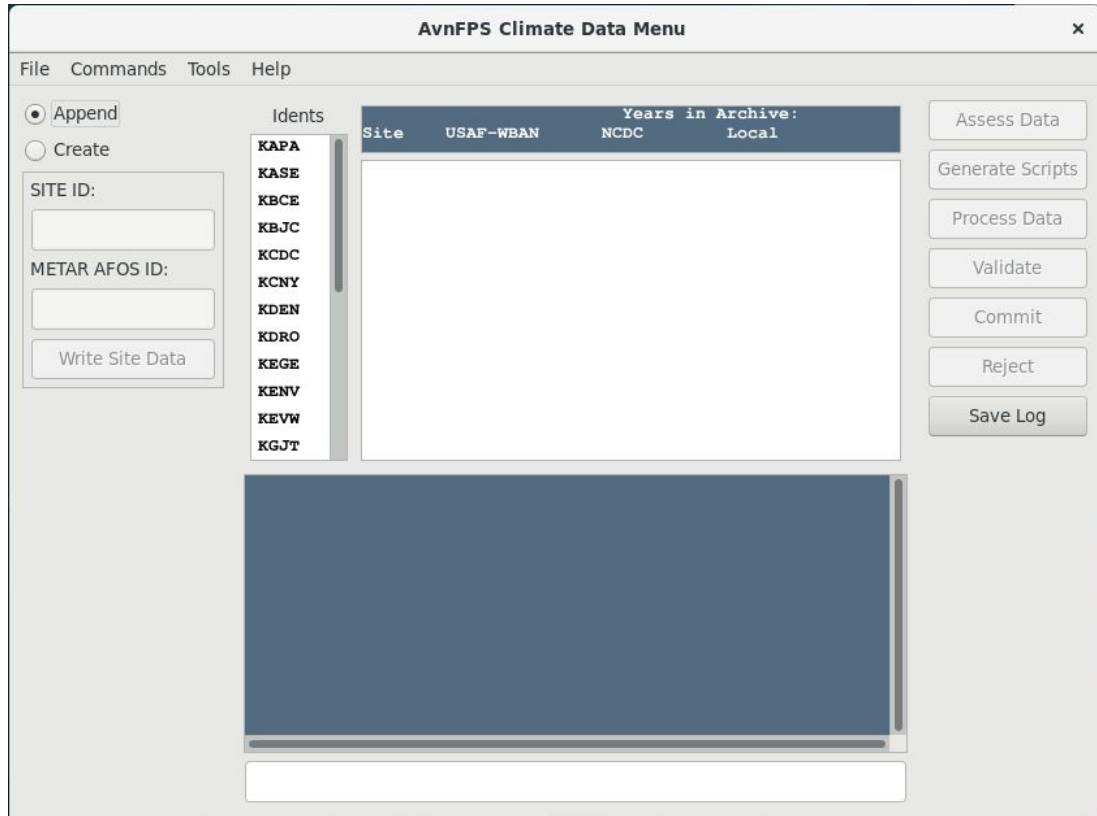 AvnFPS Climate Data Menu ×
File Commands Tools Help
Append
Create
SITE ID:
METAR AFOS ID:
Write Site Data
Idents
KAPA
KASE
KBCE
KBJC
KCDC
KCNY
KDEN
KDRO
KEGE
KENV
KEVW
KGJT
Years in Archive:
Site USAF-WBAN NCDC Local
Assess Data
Generate Scripts
Process Data
Validate
Commit
Reject
Save Log